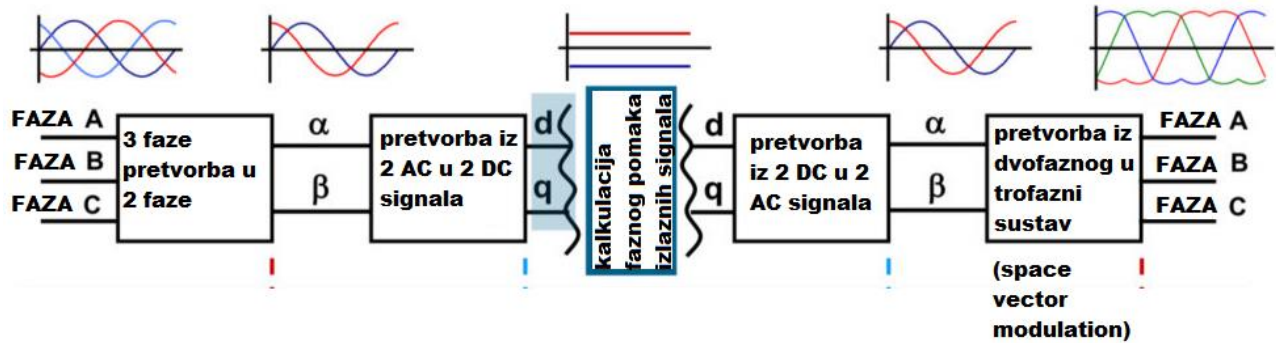 FAZA A
FAZA B
FAZA C
3 faze
pretvorba u
2 faze
α
β
pretvorba iz
2 AC u 2 DC
signala
d
q
kalkulacija
faznog pomaka
izlaznih signala
d
q
pretvorba
iz 2 DC u 2
AC signala
α
β
pretvorba iz
dvofaznog u
trofazni
sustav
(space
vector
modulation)
FAZA A
FAZA B
FAZA C